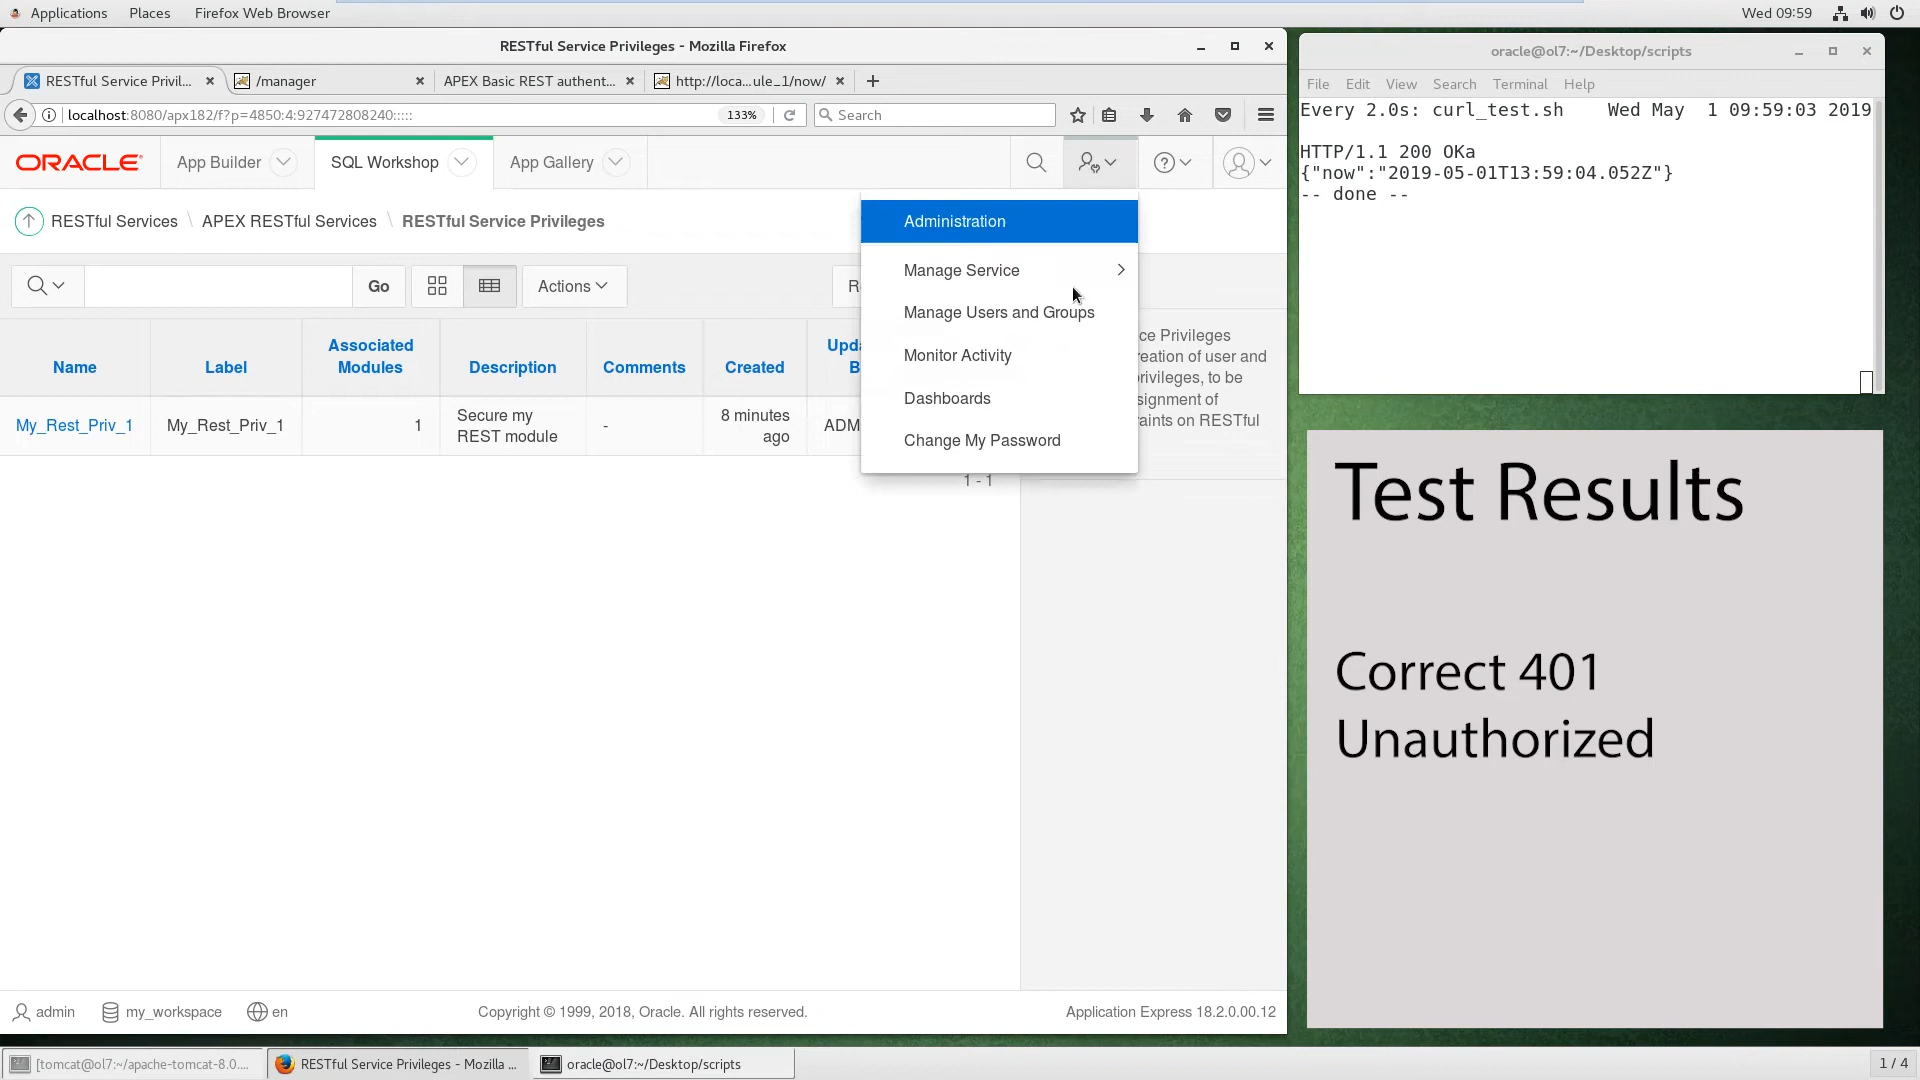 Applications Places Firefox Web Browser Wed 09:59
RESTful Service Privileges - Mozilla Firefox
RESTful Service Privil...
/manager
APEX Basic REST authent...
http://loca...ule_1/now/
localhost:8080/apx182/f?p=4850:4:927472808240:::::
133%
Search
ORACLE
App Builder
SQL Workshop
App Gallery
RESTful Services \ APEX RESTful Services \ RESTful Service Privileges
Go
Actions
R
Administration
Manage Service
Manage Users and Groups
Monitor Activity
Dashboards
Change My Password
ce Privileges
reation of user and
rivileges, to be
signment of
raints on RESTful
Name
Label
Associated
Modules
Description
Comments
Created
Upda
B
My_Rest_Priv_1
My_Rest_Priv_1
1
Secure my
REST module
-
8 minutes
ago
ADM
1 - 1
admin
my_workspace
en
Copyright © 1999, 2018, Oracle. All rights reserved.
Application Express 18.2.0.00.12
oracle@ol7:~/Desktop/scripts
File Edit View Search Terminal Help
Every 2.0s: curl_test.sh Wed May 1 09:59:03 2019
HTTP/1.1 200 OKa
{"now":"2019-05-01T13:59:04.052Z"}
-- done --
Test Results
Correct 401
Unauthorized
[tomcat@ol7:~/apache-tomcat-8.0....
RESTful Service Privileges - Mozilla ...
oracle@ol7:~/Desktop/scripts
1 / 4